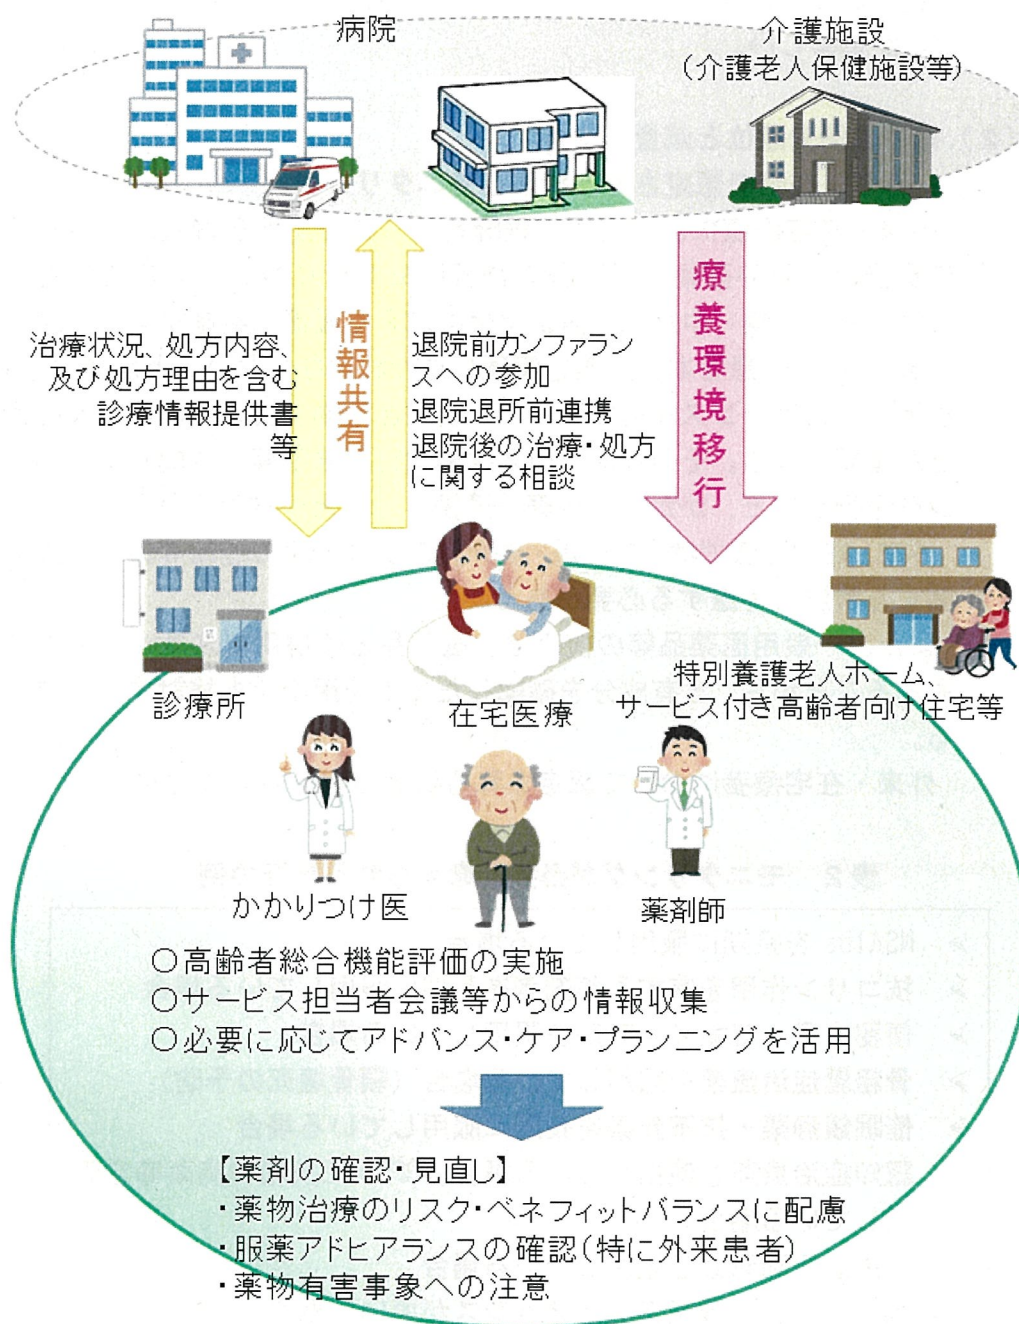 病院
介護施設
(介護老人保健施設等)
療養環境移行
情報共有
治療状況、処方内容、
及び処方理由を含む
診療情報提供書
等
退院前カンファラン
スへの参加
退院退所前連携
退院後の治療・処方
に関する相談
診療所
在宅医療
特別養護老人ホーム、
サービス付き高齢者向け住宅等
かかりつけ医
薬剤師
○高齢者総合機能評価の実施
○サービス担当者会議等からの情報収集
○必要に応じてアドバンス・ケア・プランニングを活用
【薬剤の確認・見直し】
・薬物治療のリスク・ベネフィットバランスに配慮
・服薬アドヒアランスの確認(特に外来患者)
・薬物有害事象への注意